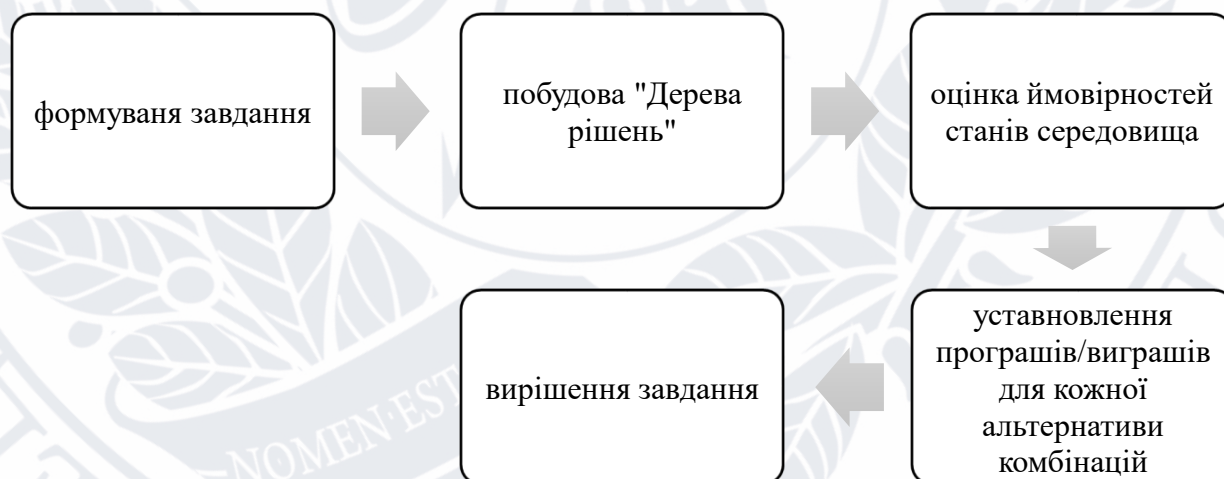 формуваня завдання
побудова "Дерева
рішень"
оцінка ймовірностей
станів середовища
уставновлення
програшів/виграшів
для кожної
альтернативи
комбінацій
вирішення завдання
NOMEN·EST